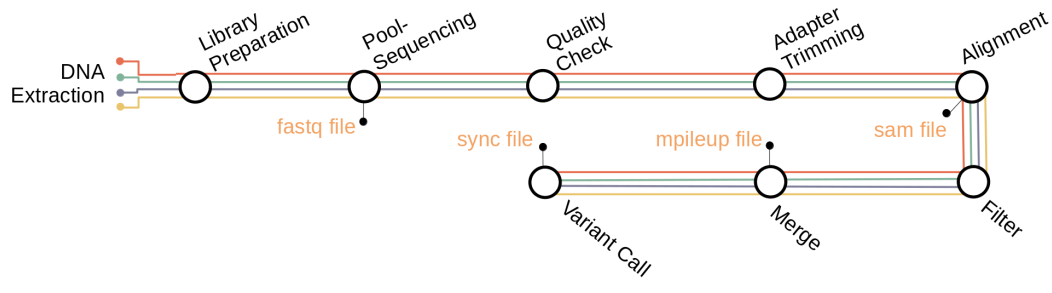 Library
Preparation
Pool-
Sequencing
Quality
Check
Adapter
Trimming
Alignment
DNA
Extraction
fastq file
sync file
mpileup file
sam file
Variant Call
Merge
Filter